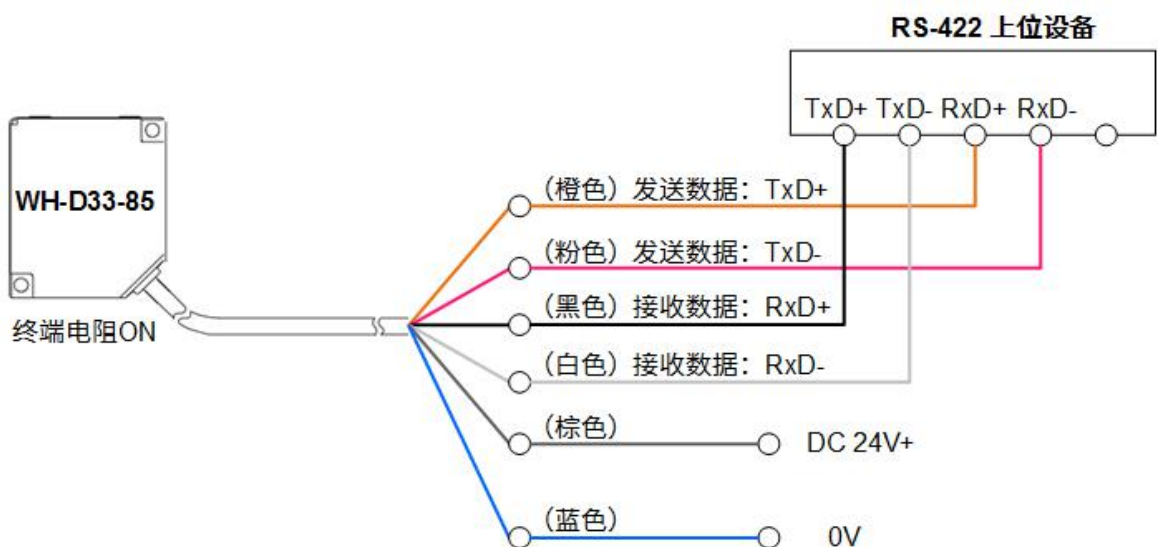 RS-422 上位设备
TxD+ TxD- RxD+ RxD-
WH-D33-85
终端电阻ON
（橙色）发送数据：TxD+
（粉色）发送数据：TxD-
（黑色）接收数据：RxD+
（白色）接收数据：RxD-
（棕色） DC 24V+
（蓝色） 0V